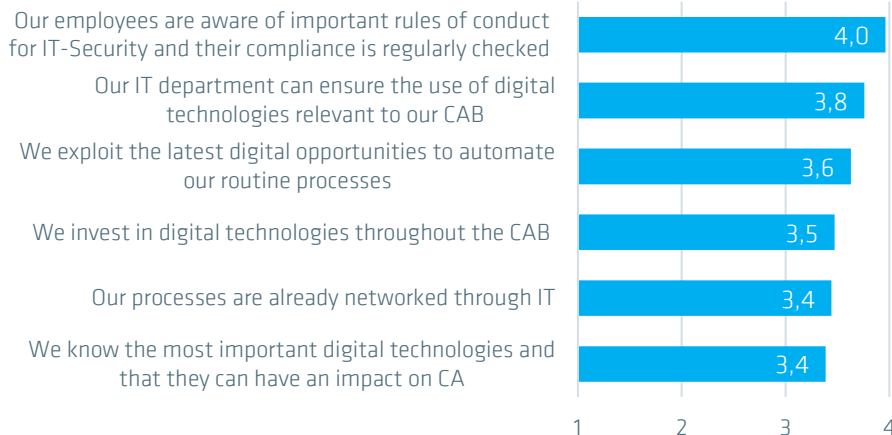 Our employees are aware of important rules of conduct
for IT-Security and their compliance is regularly checked
4,0
Our IT department can ensure the use of digital
technologies relevant to our CAB
3,8
We exploit the latest digital opportunities to automate
our routine processes
3,6
We invest in digital technologies throughout the CAB
3,5
Our processes are already networked through IT
3,4
We know the most important digital technologies and
that they can have an impact on CA
3,4
1 2 3 4